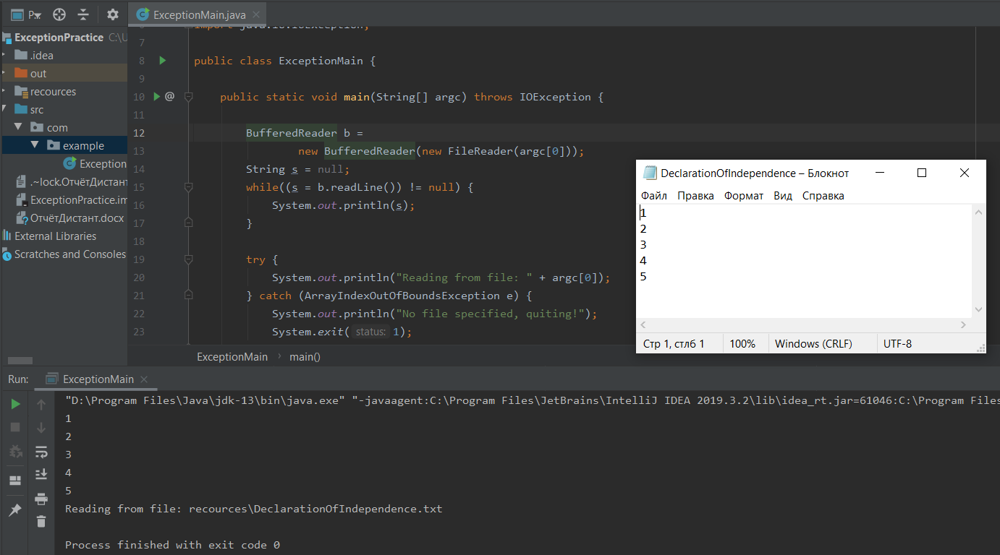 P..
ExceptionMain.java
ExceptionPractice C:\U
.idea
out
recources
src
com
example
Exception
.~lock.ОтчётДистант
ExceptionPractice.im
ОтчётДистант.docx
External Libraries
Scratches and Consoles
import java.io.IOException;
7
8 public class ExceptionMain {
9
10 @ public static void main(String[] argc) throws IOException {
11
12 BufferedReader b =
13 new BufferedReader(new FileReader(argc[0]));
14 String s = null;
15 while((s = b.readLine()) != null) {
16 System.out.println(s);
17 }
18
19 try {
20 System.out.println("Reading from file: " + argc[0]);
21 } catch (ArrayIndexOutOfBoundsException e) {
22 System.out.println("No file specified, quiting!");
23 System.exit( status: 1);
ExceptionMain › main()
DeclarationOfIndependence – Блокнот
Файл Правка Формат Вид Справка
1
2
3
4
5
Стр 1, стлб 1 100% Windows (CRLF) UTF-8
Run: ExceptionMain
"D:\Program Files\Java\jdk-13\bin\java.exe" "-javaagent:C:\Program Files\JetBrains\IntelliJ IDEA 2019.3.2\lib\idea_rt.jar=61046:C:\Program Files
1
2
3
4
5
Reading from file: recources\DeclarationOfIndependence.txt
Process finished with exit code 0